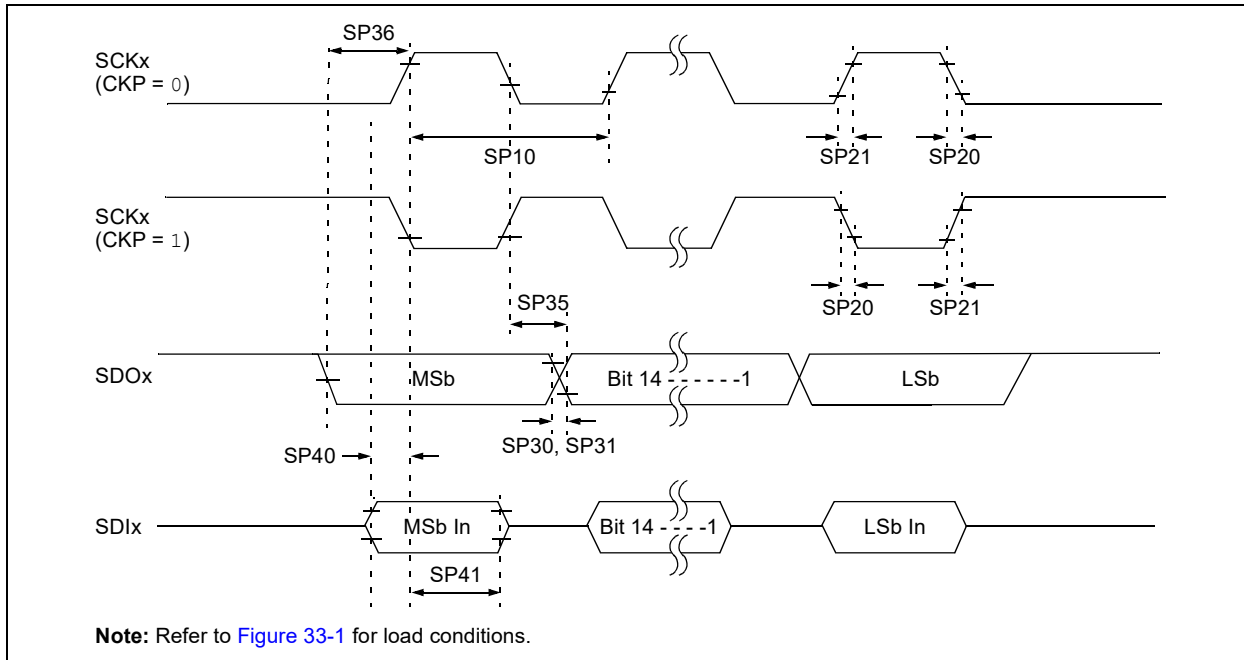 SP36
SCKx
(CKP = 0)
SP10
SP21
SP20
SCKx
(CKP = 1)
SP35
SP20
SP21
SDOx
MSb
Bit 14 - - - - - -1
LSb
SP30, SP31
SP40
SDIx
MSb In
Bit 14 - - - -1
LSb In
SP41
Note: Refer to Figure 33-1 for load conditions.